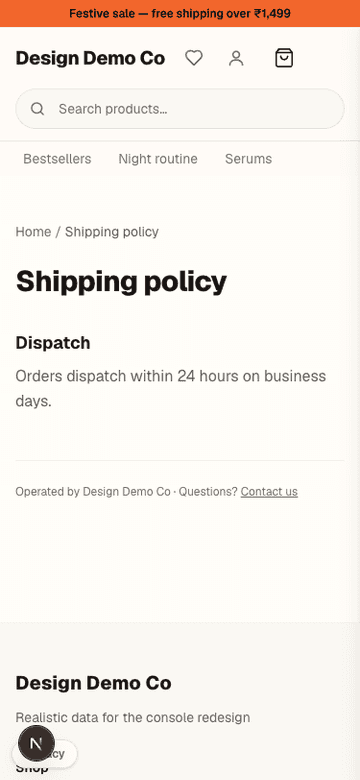 Festive sale — free shipping over ₹1,499
Design Demo Co
Search products...
Bestsellers Night routine Serums
Home / Shipping policy
Shipping policy
Dispatch
Orders dispatch within 24 hours on business
days.
Operated by Design Demo Co · Questions? Contact us
Design Demo Co
Realistic data for the console redesign
N
Shop